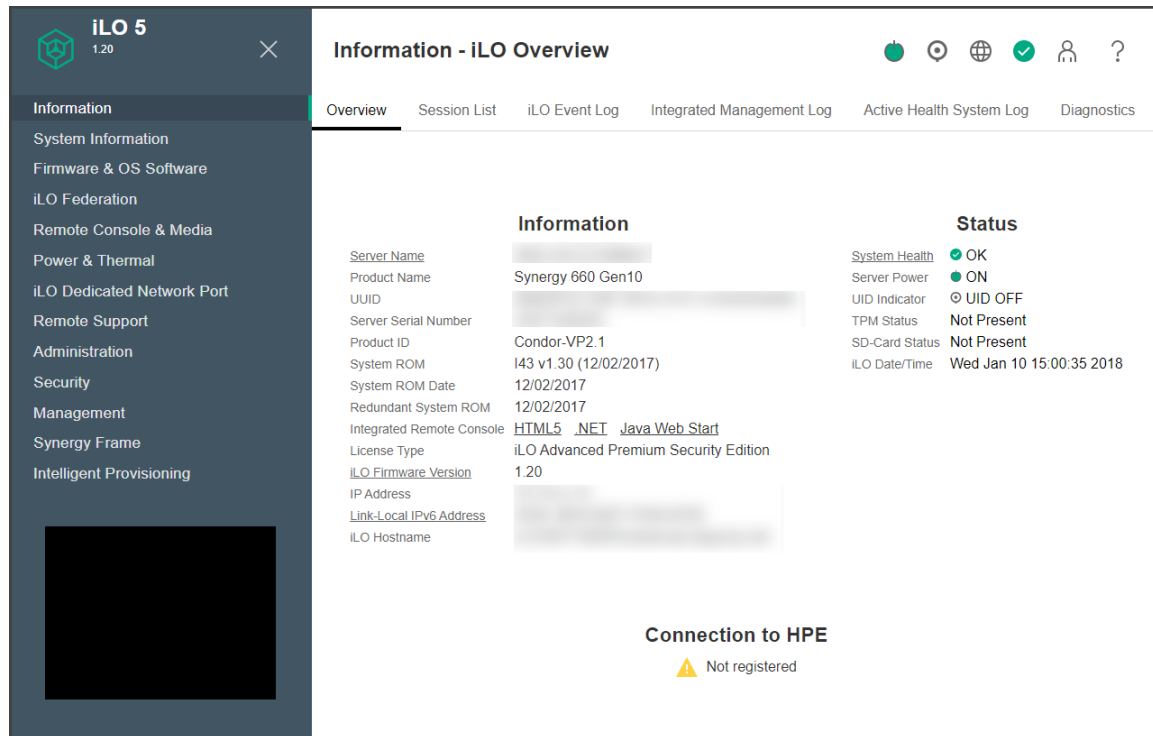 iLO 5
1.20
Information
System Information
Firmware & OS Software
iLO Federation
Remote Console & Media
Power & Thermal
iLO Dedicated Network Port
Remote Support
Administration
Security
Management
Synergy Frame
Intelligent Provisioning
Information - iLO Overview
?
Overview Session List iLO Event Log Integrated Management Log Active Health System Log Diagnostics
Information
Server Name
Product Name Synergy 660 Gen10
UUID
Server Serial Number
Product ID Condor-VP2.1
System ROM I43 v1.30 (12/02/2017)
System ROM Date 12/02/2017
Redundant System ROM 12/02/2017
Integrated Remote Console HTML5 .NET Java Web Start
License Type iLO Advanced Premium Security Edition
iLO Firmware Version 1.20
IP Address
Link-Local IPv6 Address
iLO Hostname
Status
System Health OK
Server Power ON
UID Indicator UID OFF
TPM Status Not Present
SD-Card Status Not Present
iLO Date/Time Wed Jan 10 15:00:35 2018
Connection to HPE
Not registered